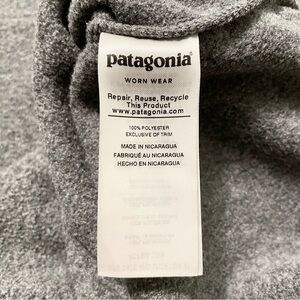 patagonia®
WORN WEAR
Repair, Reuse, Recycle
This Product
www.patagonia.com
100% POLYESTER
EXCLUSIVE OF TRIM
MADE IN NICARAGUA
FABRIQUÉ AU NICARAGUA
HECHO EN NICARAGUA